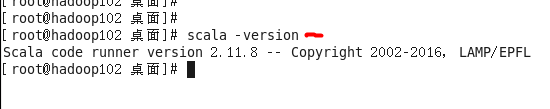 [root@hadoop102 桌面]#
[root@hadoop102 桌面]#
[root@hadoop102 桌面]# scala -version
Scala code runner version 2.11.8 -- Copyright 2002-2016, LAMP/EPFL
[root@hadoop102 桌面]#